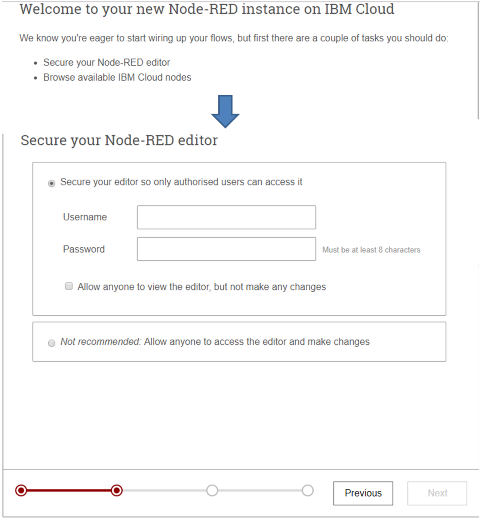 Welcome to your new Node-RED instance on IBM Cloud
We know you're eager to start wiring up your flows, but first there are a couple of tasks you should do:
Secure your Node-RED editor
Browse available IBM Cloud nodes
Secure your Node-RED editor
Secure your editor so only authorised users can access it
Username
Password
Must be at least 8 characters
Allow anyone to view the editor, but not make any changes
Not recommended: Allow anyone to access the editor and make changes
Previous
Next